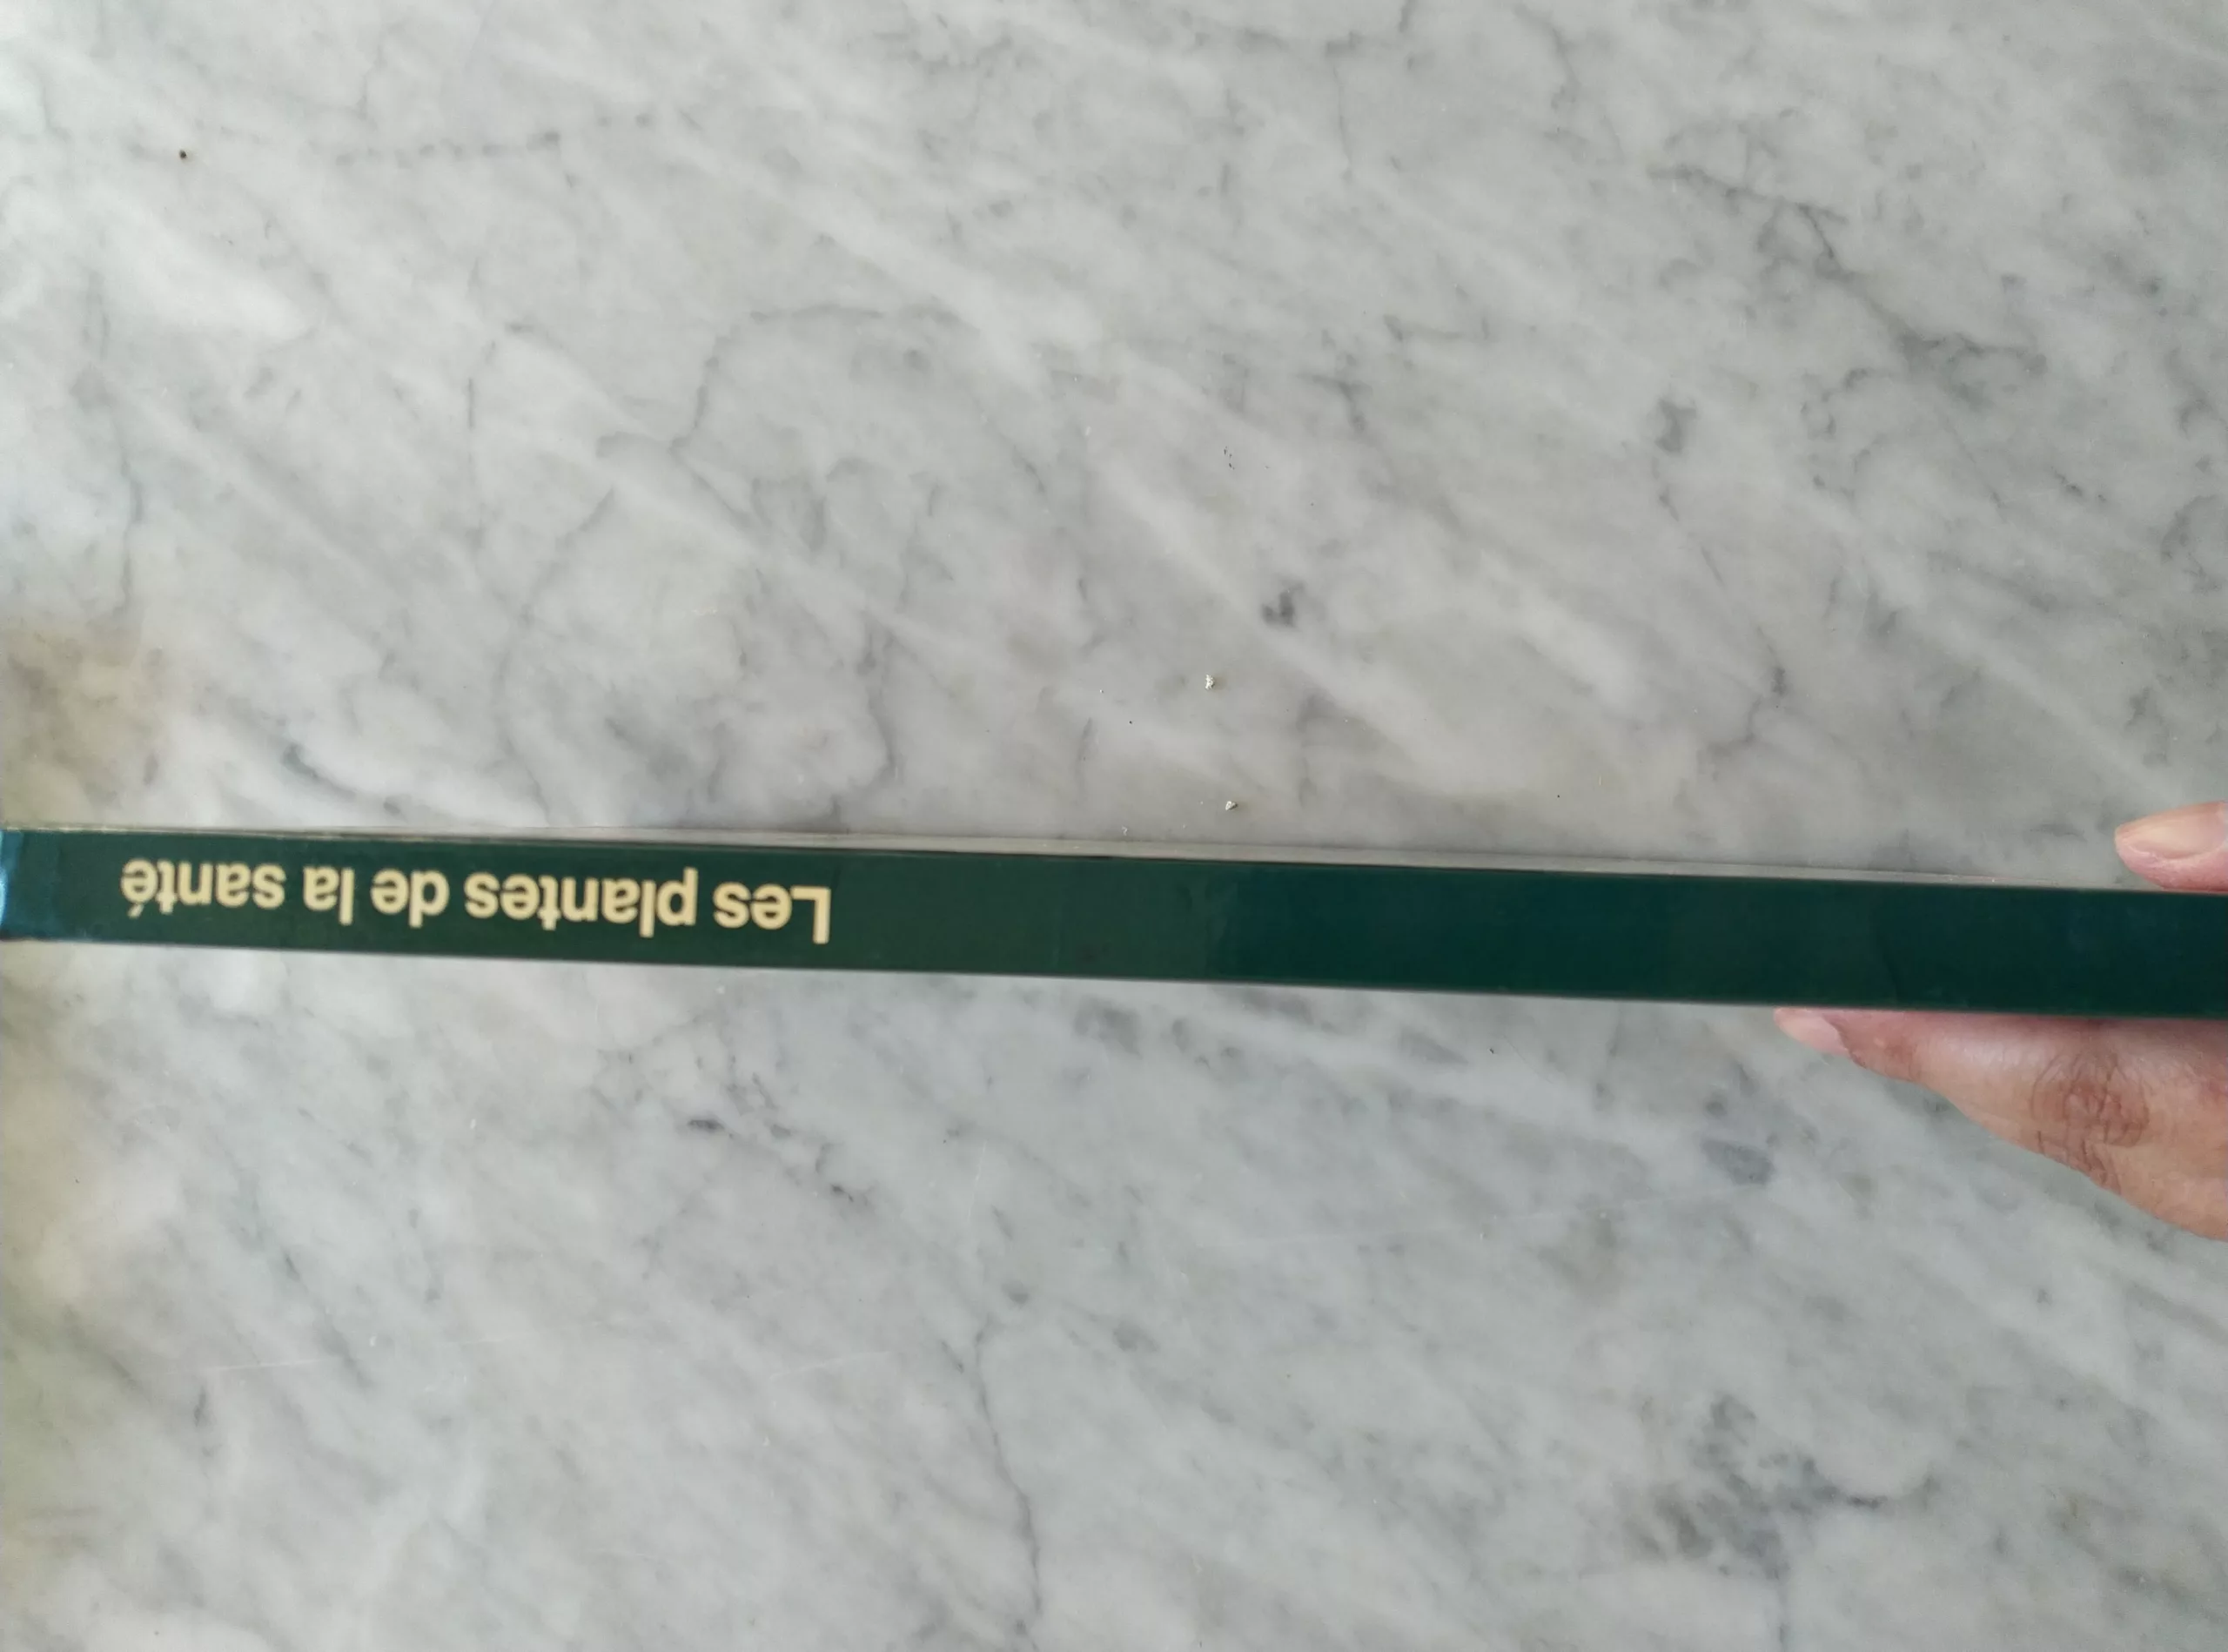 Les plantes de la santé